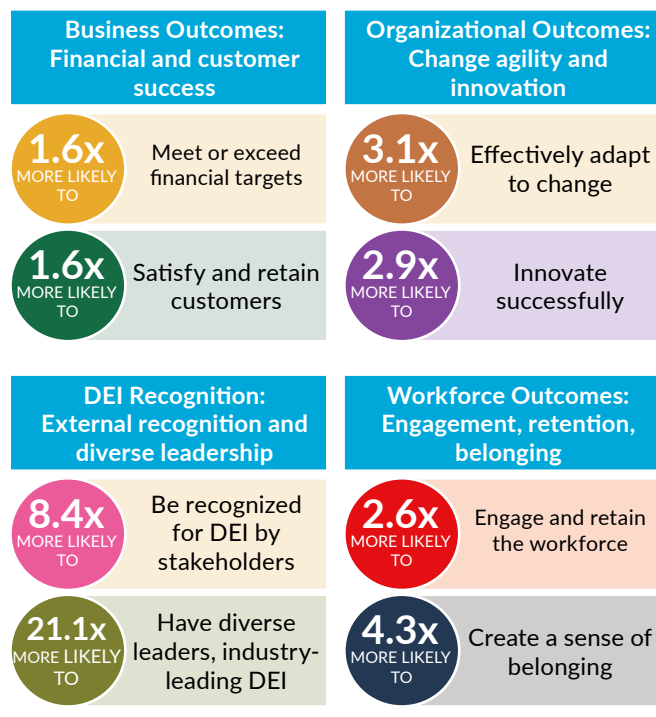 Business Outcomes:
Financial and customer
success
1.6x
MORE LIKELY
TO
Meet or exceed
financial targets
1.6x
MORE LIKELY
TO
Satisfy and retain
customers
Organizational Outcomes:
Change agility and
innovation
3.1x
MORE LIKELY
TO
Effectively adapt
to change
2.9x
MORE LIKELY
TO
Innovate
successfully
DEI Recognition:
External recognition and
diverse leadership
8.4x
MORE LIKELY
TO
Be recognized
for DEI by
stakeholders
21.1x
MORE LIKELY
TO
Have diverse
leaders, industry-
leading DEI
Workforce Outcomes:
Engagement, retention,
belonging
2.6x
MORE LIKELY
TO
Engage and retain
the workforce
4.3x
MORE LIKELY
TO
Create a sense of
belonging